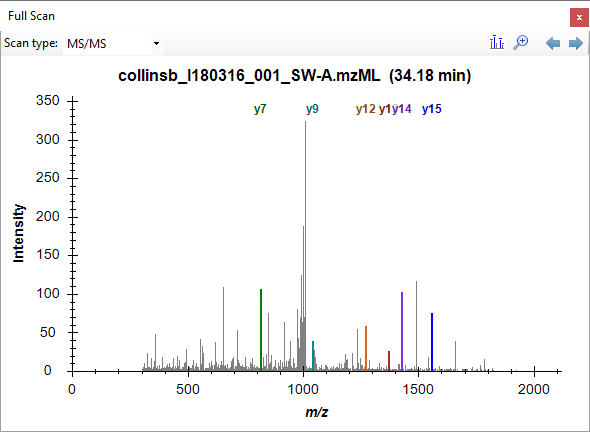 Full Scan
x
Scan type: MS/MS
collinsb_I180316_001_SW-A.mzML (34.18 min)
y7 y9 y12 y1 y14 y15
350
300
250
200
150
100
50
0
Intensity
0 500 1000 1500 2000
m/z